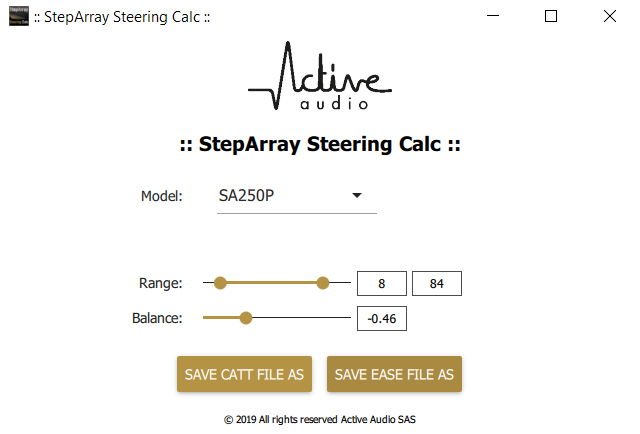 :: StepArray Steering Calc ::
Active
audio
:: StepArray Steering Calc ::
Model: SA250P
Range: 8 84
Balance: -0.46
SAVE CATT FILE AS SAVE EASE FILE AS
© 2019 All rights reserved Active Audio SAS